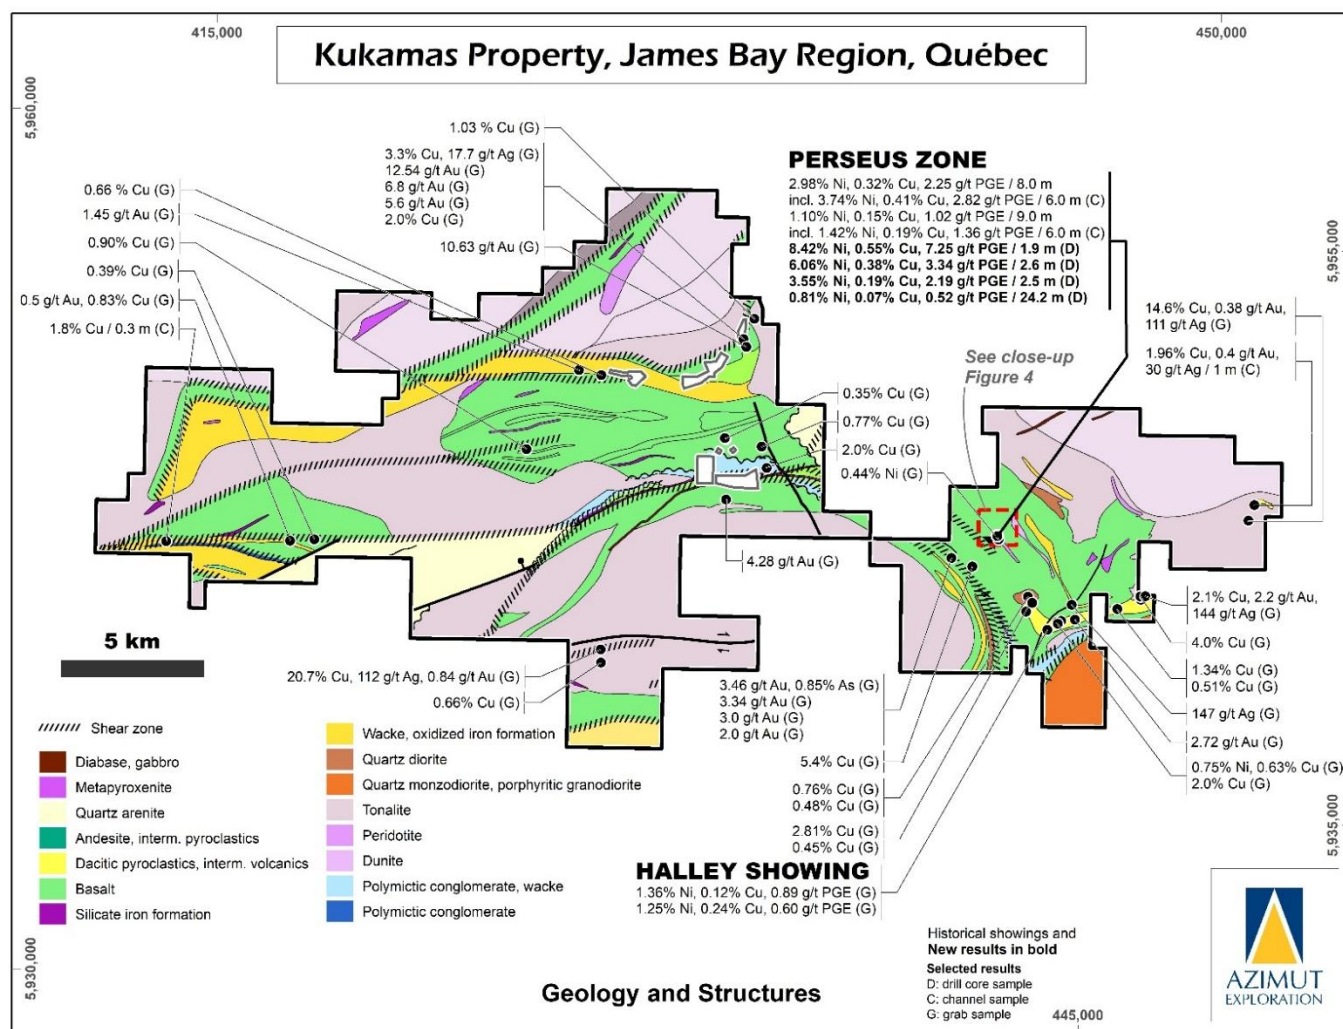 415,000
450,000
Kukamas Property, James Bay Region, Québec
5,960,000
5,955,000
1.03 % Cu (G)
3.3% Cu, 17.7 g/t Ag (G)
12.54 g/t Au (G)
6.8 g/t Au (G)
5.6 g/t Au (G)
2.0% Cu (G)
10.63 g/t Au (G)
0.66 % Cu (G)
1.45 g/t Au (G)
0.90% Cu (G)
0.39% Cu (G)
0.5 g/t Au, 0.83% Cu (G)
1.8% Cu / 0.3 m (C)
PERSEUS ZONE
2.98% Ni, 0.32% Cu, 2.25 g/t PGE / 8.0 m
incl. 3.74% Ni, 0.41% Cu, 2.82 g/t PGE / 6.0 m (C)
1.10% Ni, 0.15% Cu, 1.02 g/t PGE / 9.0 m
incl. 1.42% Ni, 0.19% Cu, 1.36 g/t PGE / 6.0 m (C)
8.42% Ni, 0.55% Cu, 7.25 g/t PGE / 1.9 m (D)
6.06% Ni, 0.38% Cu, 3.34 g/t PGE / 2.6 m (D)
3.55% Ni, 0.19% Cu, 2.19 g/t PGE / 2.5 m (D)
0.81% Ni, 0.07% Cu, 0.52 g/t PGE / 24.2 m (D)
14.6% Cu, 0.38 g/t Au,
111 g/t Ag (G)
1.96% Cu, 0.4 g/t Au,
30 g/t Ag / 1 m (C)
See close-up
Figure 4
0.35% Cu (G)
0.77% Cu (G)
2.0% Cu (G)
0.44% Ni (G)
4.28 g/t Au (G)
5 km
20.7% Cu, 112 g/t Ag, 0.84 g/t Au (G)
0.66% Cu (G)
3.46 g/t Au, 0.85% As (G)
3.34 g/t Au (G)
3.0 g/t Au (G)
2.0 g/t Au (G)
5.4% Cu (G)
0.76% Cu (G)
0.48% Cu (G)
2.81% Cu (G)
0.45% Cu (G)
HALLEY SHOWING
1.36% Ni, 0.12% Cu, 0.89 g/t PGE (G)
1.25% Ni, 0.24% Cu, 0.60 g/t PGE (G)
2.1% Cu, 2.2 g/t Au,
144 g/t Ag (G)
4.0% Cu (G)
1.34% Cu (G)
0.51% Cu (G)
147 g/t Ag (G)
2.72 g/t Au (G)
0.75% Ni, 0.63% Cu (G)
2.0% Cu (G)
Shear zone
Diabase, gabbro
Metapyroxenite
Quartz arenite
Andesite, interm. pyroclastics
Dacitic pyroclastics, interm. volcanics
Basalt
Silicate iron formation
Wacke, oxidized iron formation
Quartz diorite
Quartz monzodiorite, porphyritic granodiorite
Tonalite
Peridotite
Dunite
Polymictic conglomerate, wacke
Polymictic conglomerate
5,935,000
5,930,000
Geology and Structures
Historical showings and
New results in bold
Selected results
D: drill core sample
C: channel sample
G: grab sample
445,000
AZIMUT
EXPLORATION